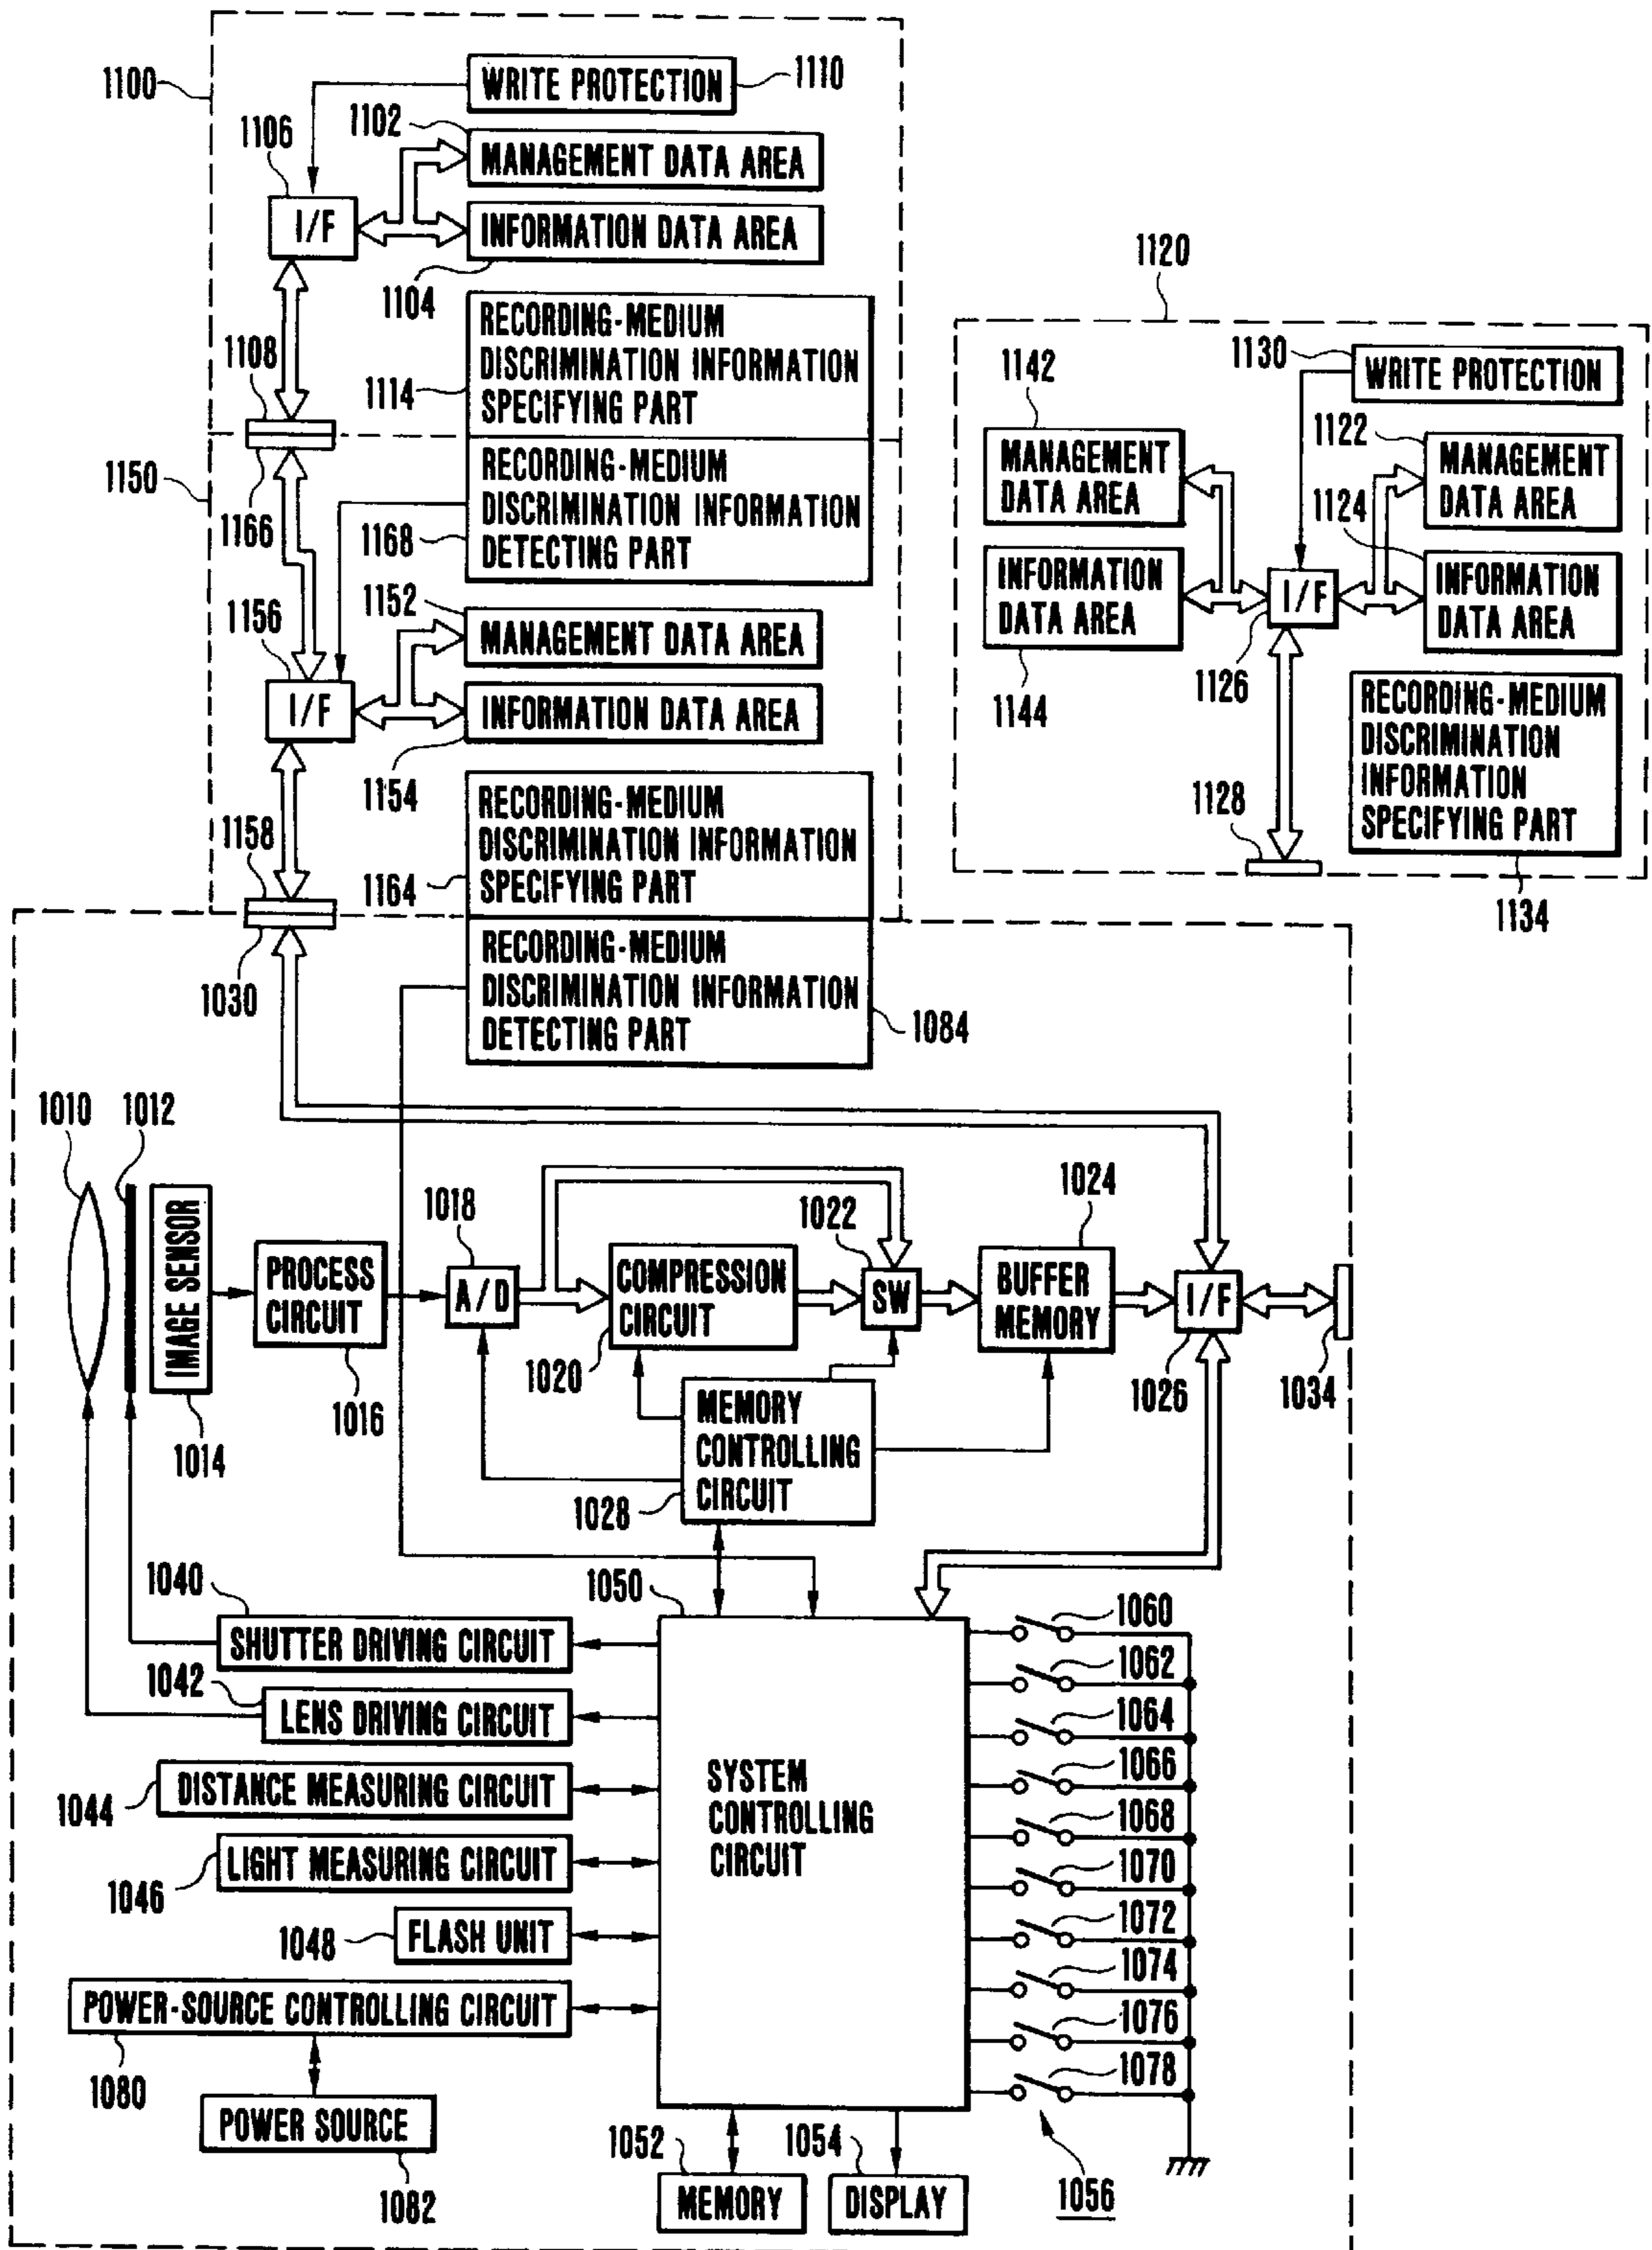 1100
WRITE PROTECTION
1110
1106
1102
MANAGEMENT DATA AREA
I/F
INFORMATION DATA AREA
1104
1108
1114
RECORDING-MEDIUM
DISCRIMINATION INFORMATION
SPECIFYING PART
1150
1166
1168
RECORDING-MEDIUM
DISCRIMINATION INFORMATION
DETECTING PART
1156
1152
MANAGEMENT DATA AREA
I/F
INFORMATION DATA AREA
1154
1158
1164
RECORDING-MEDIUM
DISCRIMINATION INFORMATION
SPECIFYING PART
1030
RECORDING-MEDIUM
DISCRIMINATION INFORMATION
DETECTING PART
1084
1120
1142
1130
WRITE PROTECTION
1122
MANAGEMENT
DATA AREA
MANAGEMENT
DATA AREA
1124
INFORMATION
DATA AREA
I/F
INFORMATION
DATA AREA
1144
1126
1128
RECORDING-MEDIUM
DISCRIMINATION
INFORMATION
SPECIFYING PART
1134
1010
1012
IMAGE SENSOR
1014
PROCESS
CIRCUIT
1016
1018
A/D
COMPRESSION
CIRCUIT
1020
1022
SW
1024
BUFFER
MEMORY
I/F
1026
1034
MEMORY
CONTROLLING
CIRCUIT
1028
1040
SHUTTER DRIVING CIRCUIT
1042
LENS DRIVING CIRCUIT
1044
DISTANCE MEASURING CIRCUIT
1046
LIGHT MEASURING CIRCUIT
1048
FLASH UNIT
POWER-SOURCE CONTROLLING CIRCUIT
1080
POWER SOURCE
1082
1050
SYSTEM
CONTROLLING
CIRCUIT
1060
1062
1064
1066
1068
1070
1072
1074
1076
1078
1052
MEMORY
1054
DISPLAY
1056